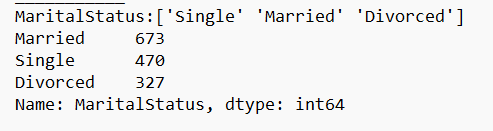 MaritalStatus:['Single' 'Married' 'Divorced']
Married     673
Single      470
Divorced    327
Name: MaritalStatus, dtype: int64